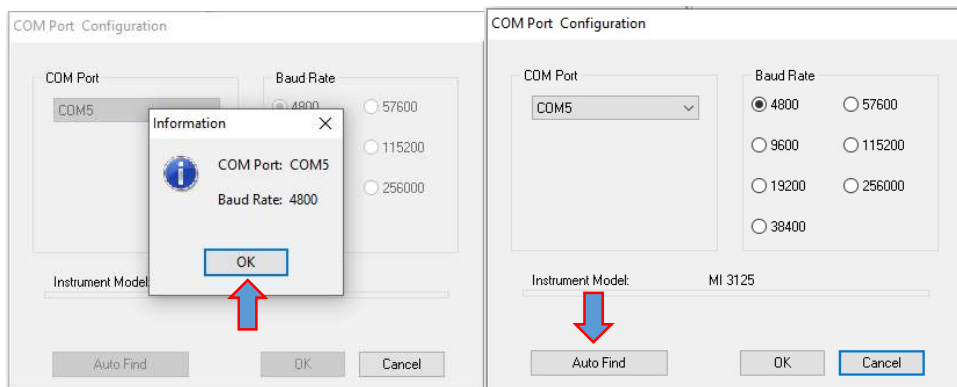 COM Port Configuration
COM Port
Baud Rate
COM5
4800
57600
115200
256000
Information
COM Port: COM5
Baud Rate: 4800
OK
Instrument Model:
Auto Find
OK
Cancel
COM Port Configuration
COM Port
Baud Rate
COM5
4800
57600
9600
115200
19200
256000
38400
Instrument Model:
MI 3125
Auto Find
OK
Cancel